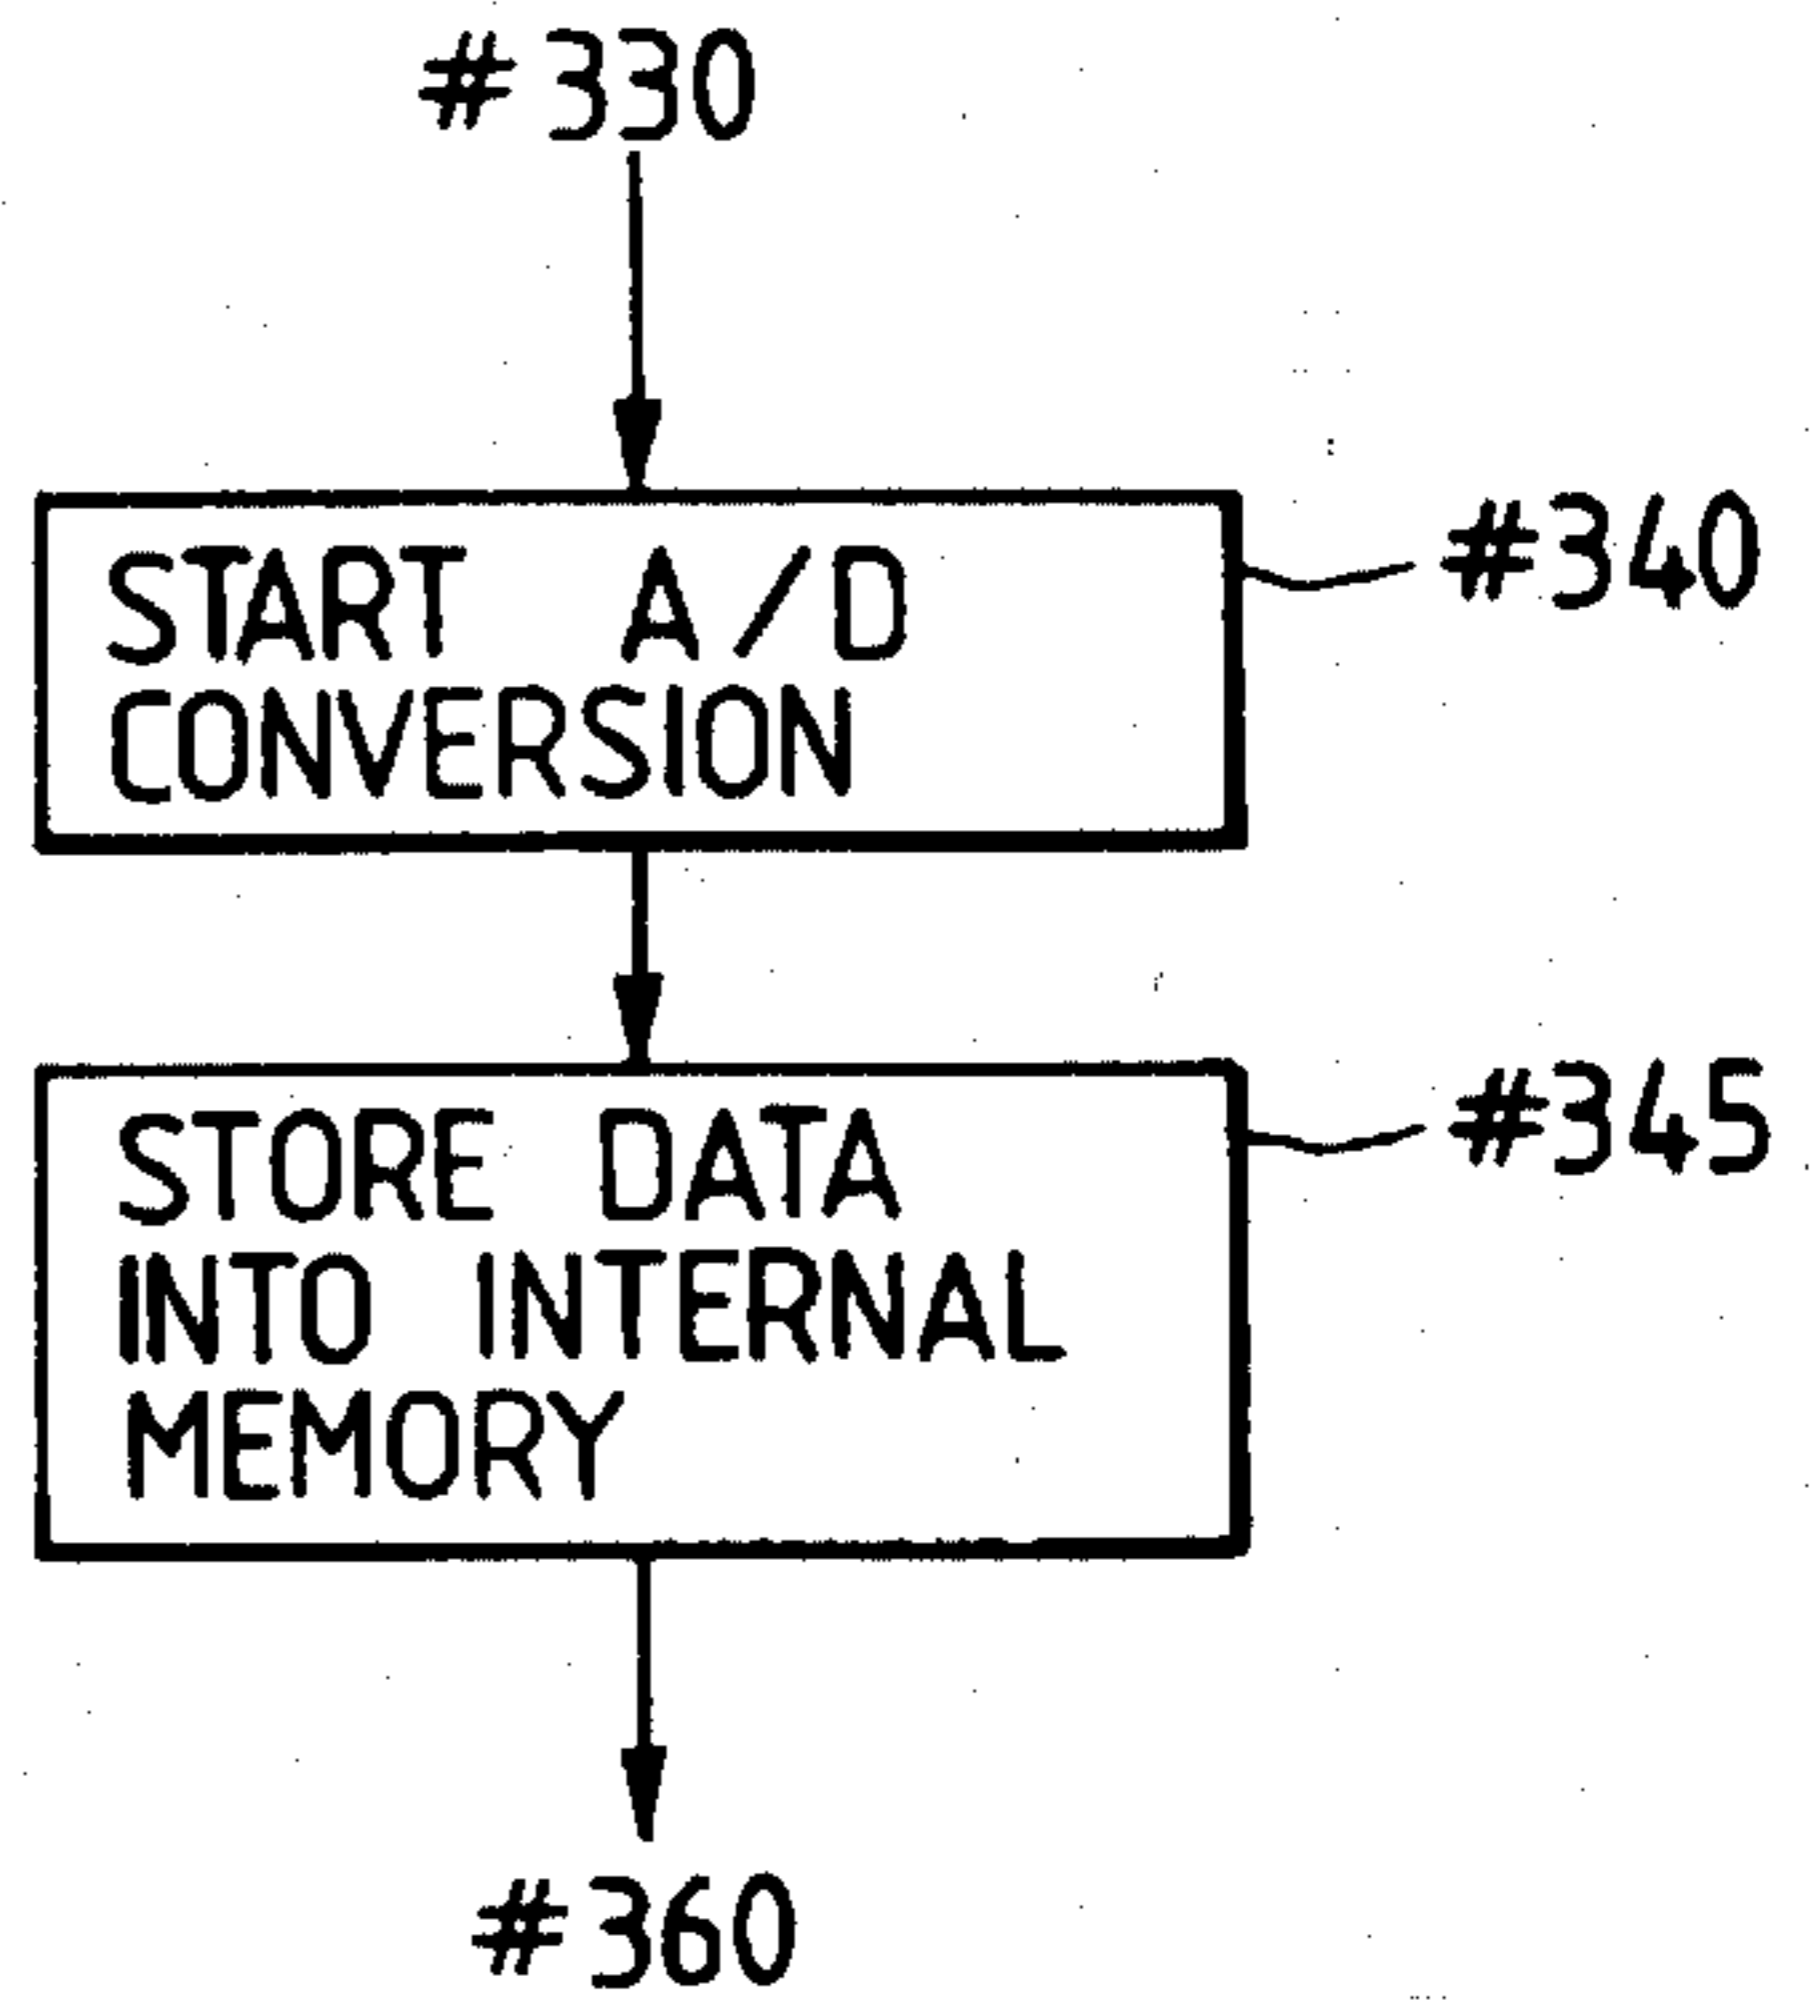 #330
START A/D
CONVERSION
#340
STORE DATA
INTO INTERNAL
MEMORY
#345
#360